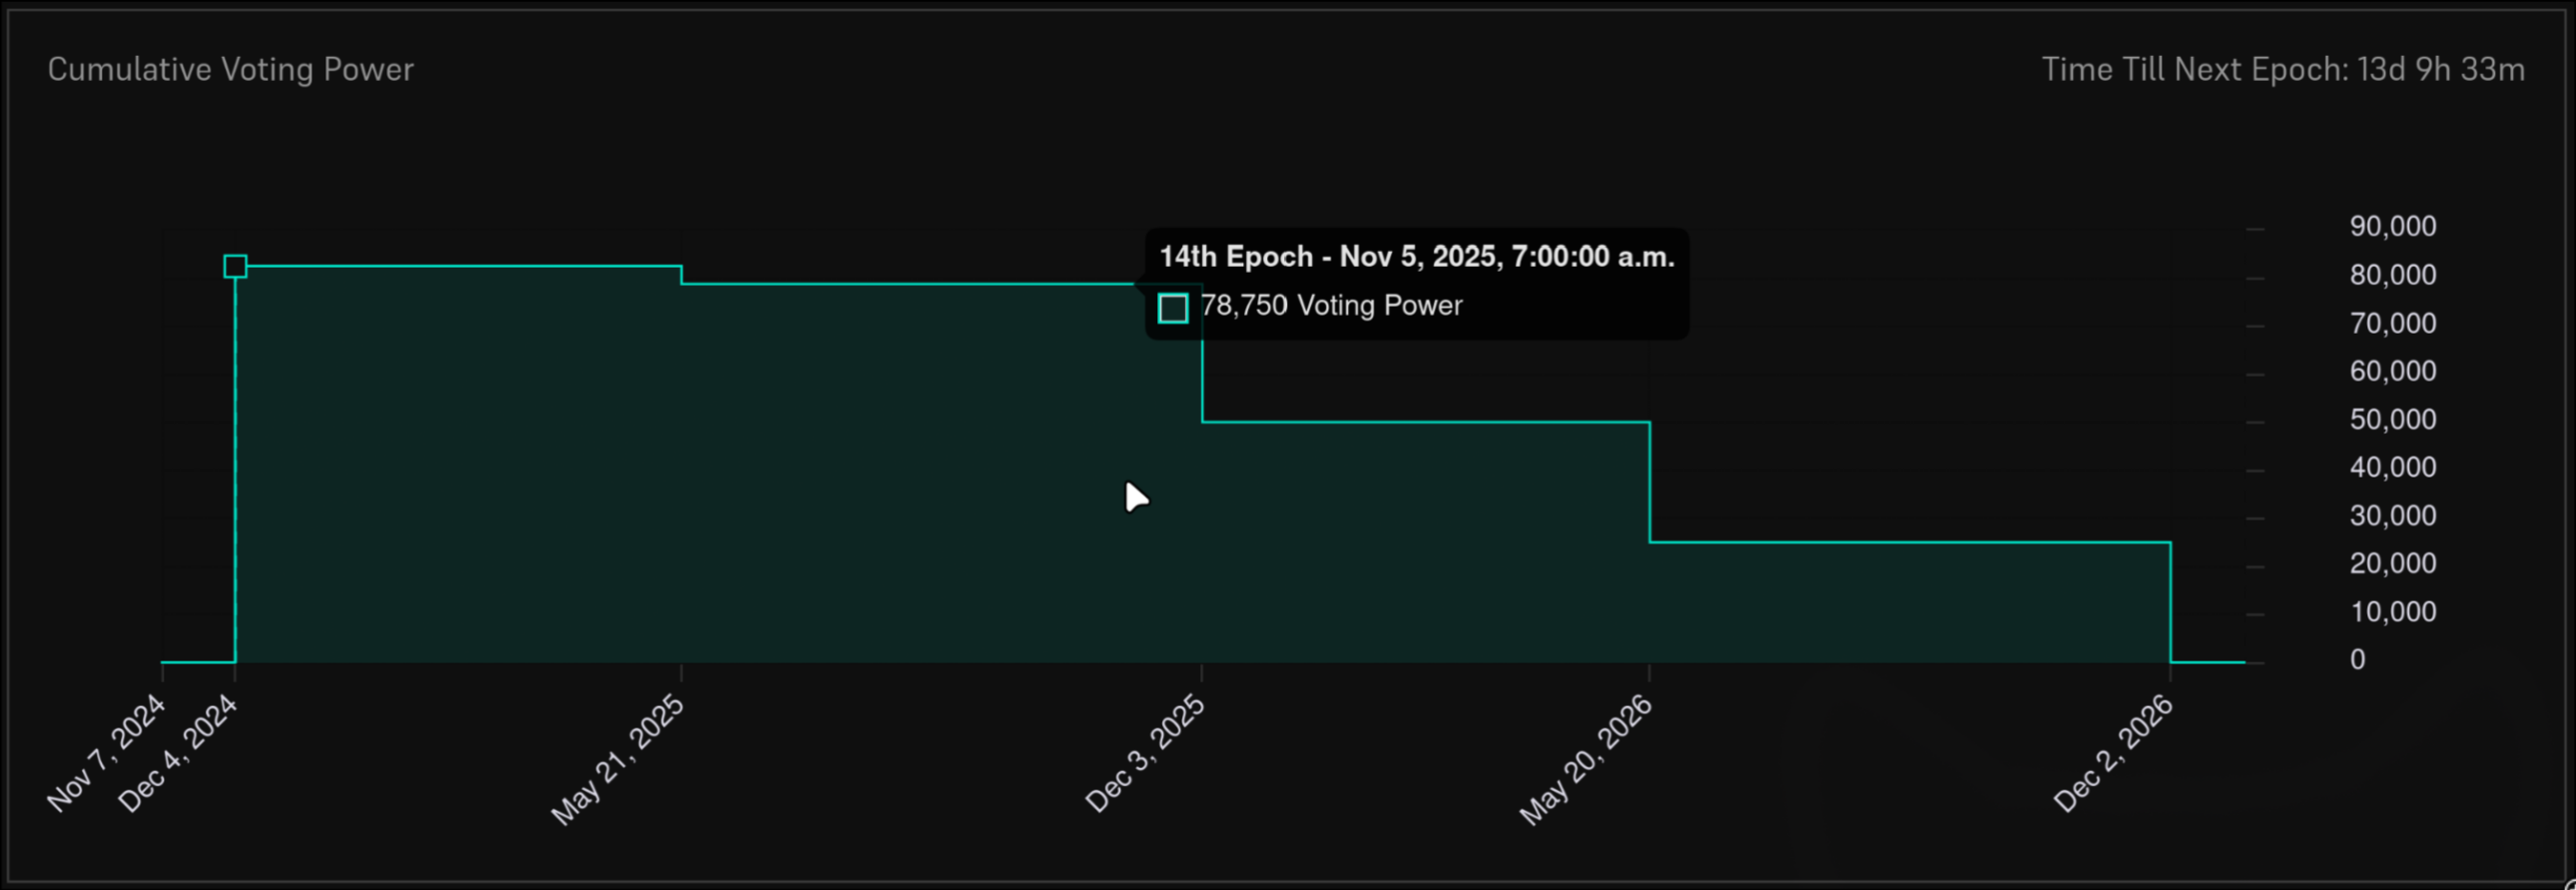 Cumulative Voting Power
Time Till Next Epoch: 13d 9h 33m
14th Epoch - Nov 5, 2025, 7:00:00 a.m.
78,750 Voting Power
90,000
80,000
70,000
60,000
50,000
40,000
30,000
20,000
10,000
0
Nov 7, 2024
Dec 4, 2024
May 21, 2025
Dec 3, 2025
May 20, 2026
Dec 2, 2026